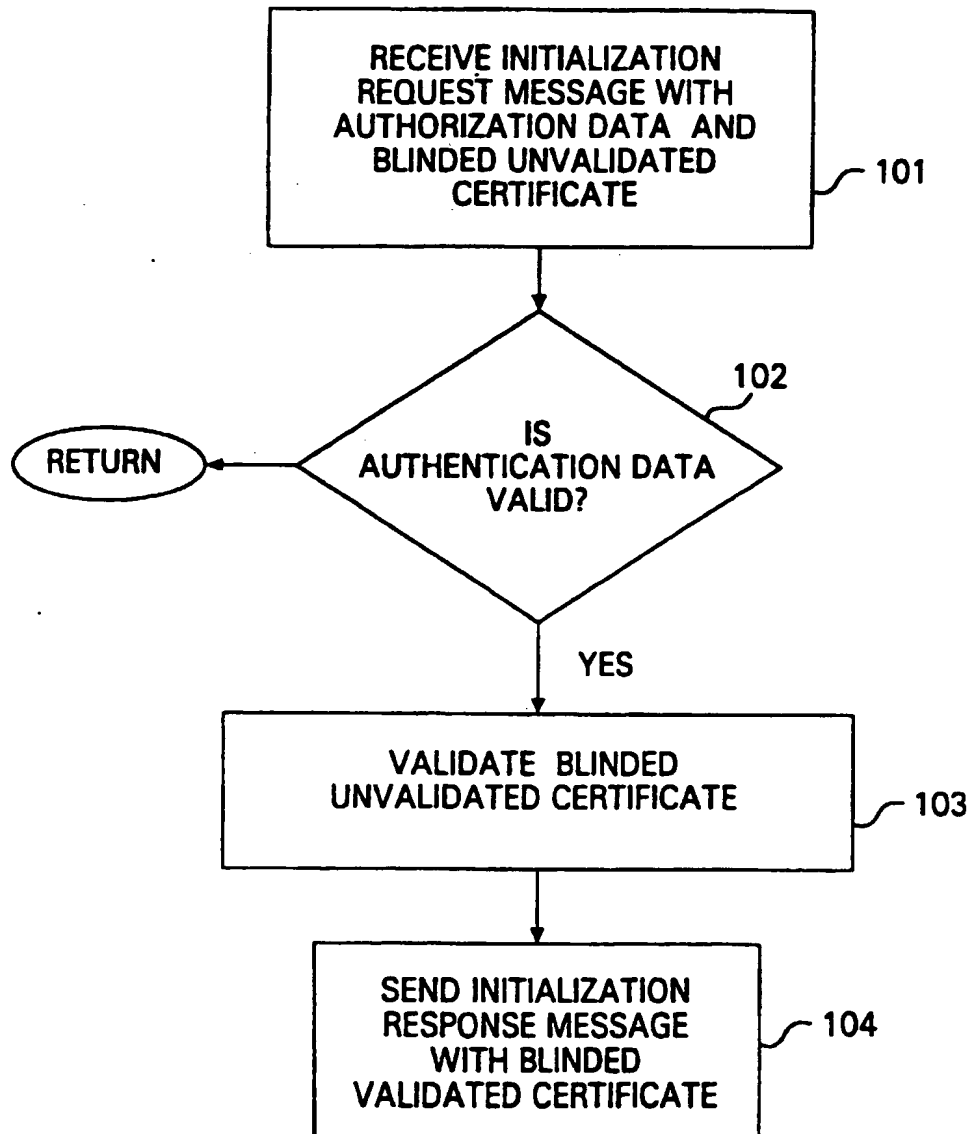 RECEIVE INITIALIZATION
REQUEST MESSAGE WITH
AUTHORIZATION DATA AND
BLINDED UNVALIDATED
CERTIFICATE
101
102
IS
AUTHENTICATION DATA
VALID?
RETURN
YES
VALIDATE BLINDED
UNVALIDATED CERTIFICATE
103
SEND INITIALIZATION
RESPONSE MESSAGE
WITH BLINDED
VALIDATED CERTIFICATE
104